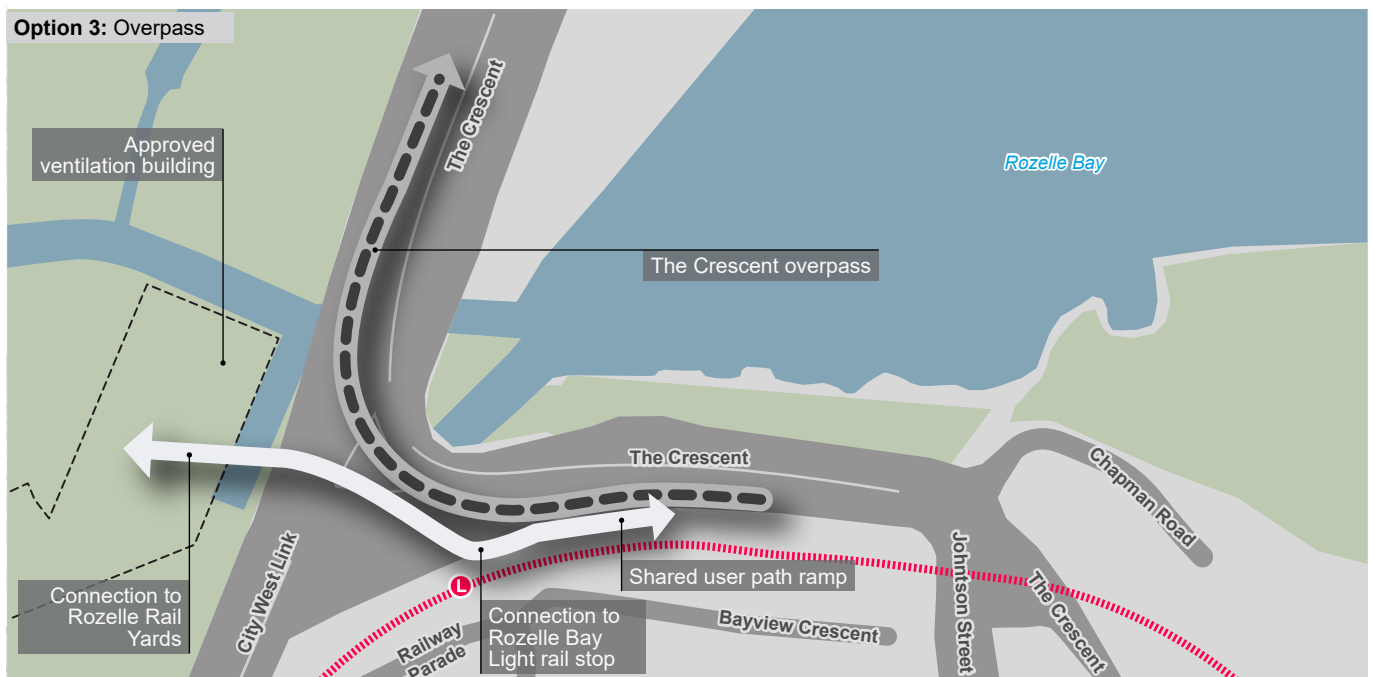 Option 3: Overpass
The Crescent
Approved
ventilation building
Rozelle Bay
The Crescent overpass
The Crescent
Chapman Road
City West Link
Johntson Street
The Crescent
Shared user path ramp
Connection to
Rozelle Rail
Yards
L
Connection to
Rozelle Bay
Light rail stop
Bayview Crescent
Railway
Parade